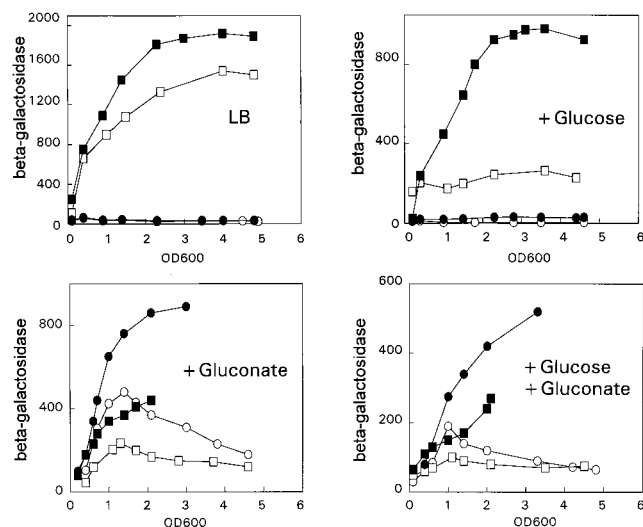 beta-galactosidase
2000
1600
1200
800
400
0
LB
0 1 2 3 4 5 6
OD600
beta-galactosidase
800
400
0
+ Glucose
0 1 2 3 4 5 6
OD600
beta-galactosidase
800
400
0
+ Gluconate
0 1 2 3 4 5 6
OD600
beta-galactosidase
600
400
200
0
+ Glucose
+ Gluconate
0 1 2 3 4 5 6
OD600